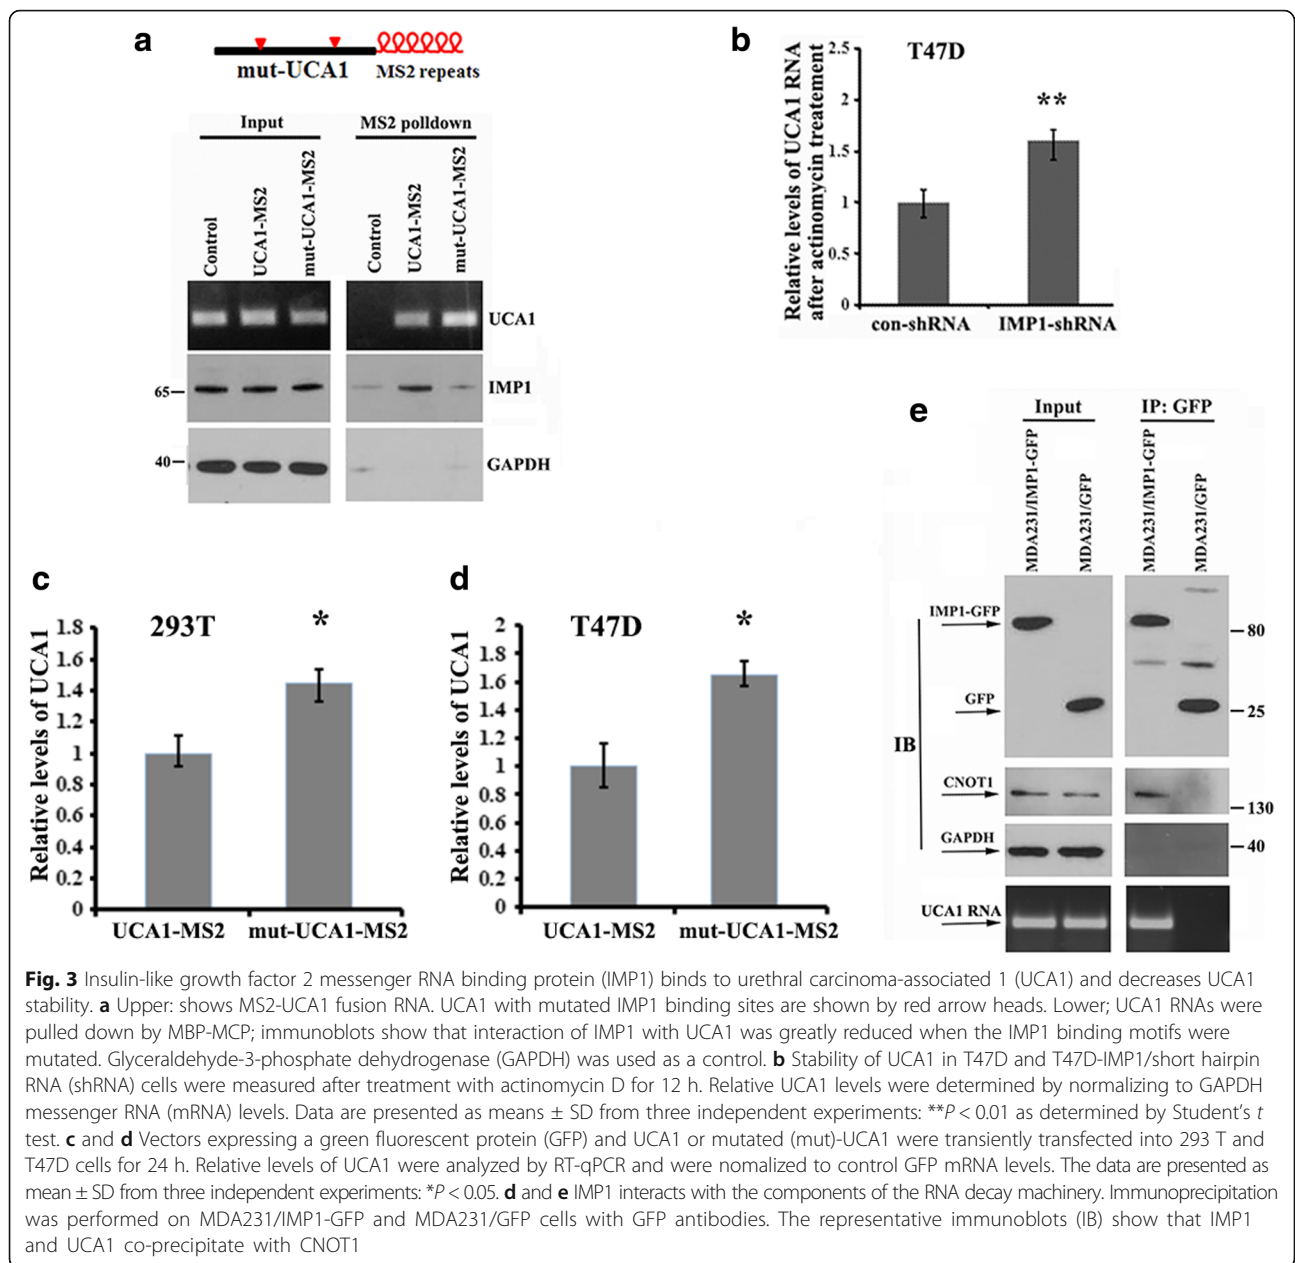 a
mut-UCA1 MS2 repeats
Input MS2 polldown
Control UCA1-MS2 mut-UCA1-MS2 Control UCA1-MS2 mut-UCA1-MS2
UCA1
65 IMP1
40 GAPDH
b
T47D
Relative levels of UCA1 RNA
after actinomycin treatement
2.5
2
**
1.5
1
0.5
0
con-shRNA IMP1-shRNA
c
293T
Relative levels of UCA1
1.8
*
1.6
1.4
1.2
1
0.8
0.6
0.4
0.2
0
UCA1-MS2 mut-UCA1-MS2
d
T47D
Relative levels of UCA1
2
*
1.8
1.6
1.4
1.2
1
0.8
0.6
0.4
0.2
0
UCA1-MS2 mut-UCA1-MS2
e
Input IP: GFP
MDA231/IMP1-GFP MDA231/GFP MDA231/IMP1-GFP MDA231/GFP
IMP1-GFP
80
GFP
25
IB
CNOT1
130
GAPDH
40
UCA1 RNA
Fig. 3 Insulin-like growth factor 2 messenger RNA binding protein (IMP1) binds to urethral carcinoma-associated 1 (UCA1) and decreases UCA1
stability. a Upper: shows MS2-UCA1 fusion RNA. UCA1 with mutated IMP1 binding sites are shown by red arrow heads. Lower; UCA1 RNAs were
pulled down by MBP-MCP; immunoblots show that interaction of IMP1 with UCA1 was greatly reduced when the IMP1 binding motifs were
mutated. Glyceraldehyde-3-phosphate dehydrogenase (GAPDH) was used as a control. b Stability of UCA1 in T47D and T47D-IMP1/short hairpin
RNA (shRNA) cells were measured after treatment with actinomycin D for 12 h. Relative UCA1 levels were determined by normalizing to GAPDH
messenger RNA (mRNA) levels. Data are presented as means ± SD from three independent experiments: **P < 0.01 as determined by Student's t
test. c and d Vectors expressing a green fluorescent protein (GFP) and UCA1 or mutated (mut)-UCA1 were transiently transfected into 293 T and
T47D cells for 24 h. Relative levels of UCA1 were analyzed by RT-qPCR and were nomalized to control GFP mRNA levels. The data are presented as
mean ± SD from three independent experiments: *P < 0.05. d and e IMP1 interacts with the components of the RNA decay machinery. Immunoprecipitation
was performed on MDA231/IMP1-GFP and MDA231/GFP cells with GFP antibodies. The representative immunoblots (IB) show that IMP1
and UCA1 co-precipitate with CNOT1